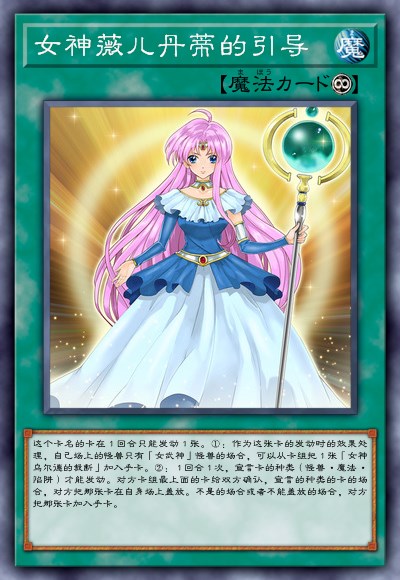 女神薇儿丹蒂的引导
魔
まほう
【魔法カード♾】
这个卡名的卡在1回合只能发动1张。①：作为这张卡的发动时的效果处
理，自己场上的怪兽只有「女武神」怪兽的场合，可以从卡组把1张「女神
乌尔德的裁断」加入手卡。②：1回合1次，宣言卡的种类（怪兽·魔法·
陷阱）才能发动。对方卡组最上面的卡给双方确认，宣言的种类的卡的场
合，对方把那张卡在自身场上盖放。不是的场合或者不能盖放的场合，对方
把那张卡加入手卡。